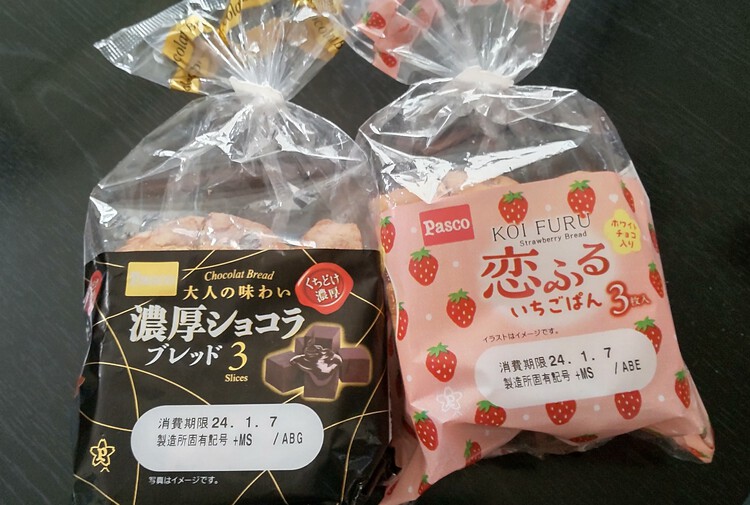 Chocolat Bread
Pasco
Chocolat Bread
大人の味わい
くちどけ
濃厚
濃厚ショコラ
ブレッド 3
Slices
消費期限 24. 1. 7
製造所固有記号 +MS /ABG
写真はイメージです。
Pasco
KOI FURU
Strawberry Bread
ホワイト
チョコ
入り
恋ふる
いちごぱん
3枚入
イラストはイメージです。
消費期限 24. 1. 7
製造所固有記号 +MS /ABE